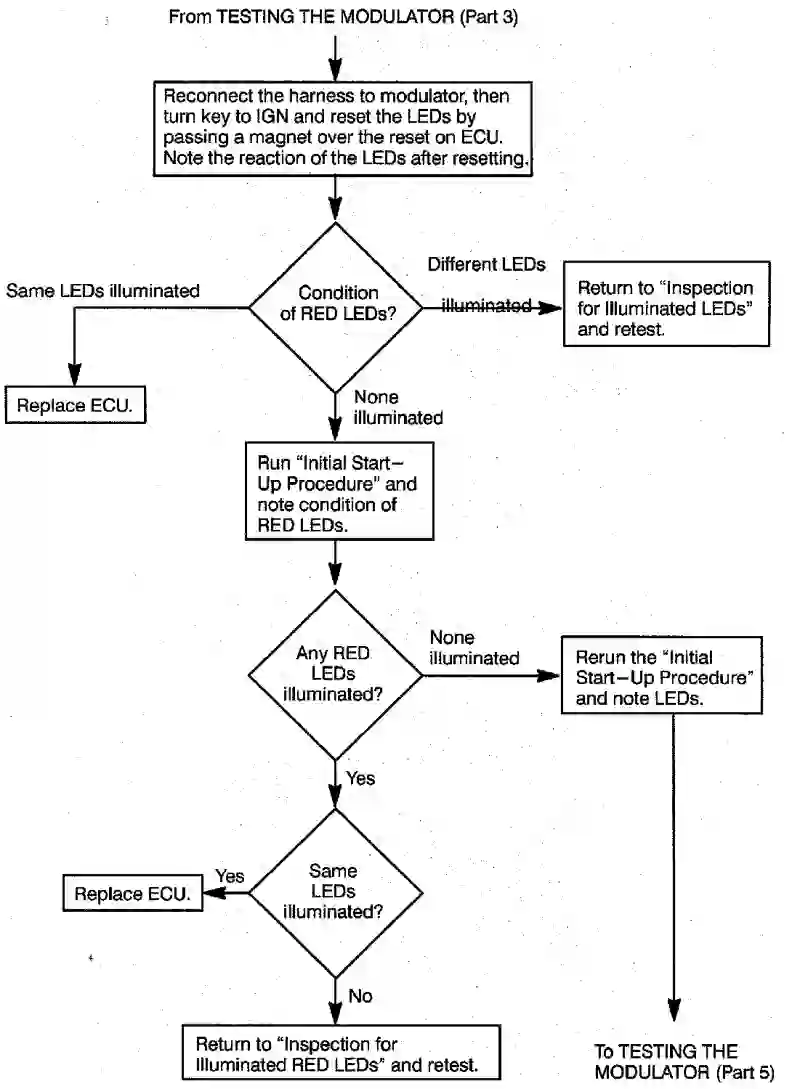 From TESTING THE MODULATOR (Part 3)
Reconnect the harness to modulator, then
turn key to IGN and reset the LEDs by
passing a magnet over the reset on ECU.
Note the reaction of the LEDs after resetting.
Condition
of RED LEDs?
Same LEDs illuminated
Different LEDs
illuminated
Return to “Inspection
for Illuminated LEDs”
and retest.
Replace ECU.
None
illuminated
Run “Initial Start–
Up Procedure” and
note condition of
RED LEDs.
Any RED
LEDs
illuminated?
None
illuminated
Rerun the “Initial
Start–Up Procedure”
and note LEDs.
Yes
Same
LEDs
illuminated?
Yes
Replace ECU.
No
Return to “Inspection for
Illuminated RED LEDs” and retest.
To TESTING THE
MODULATOR (Part 5)